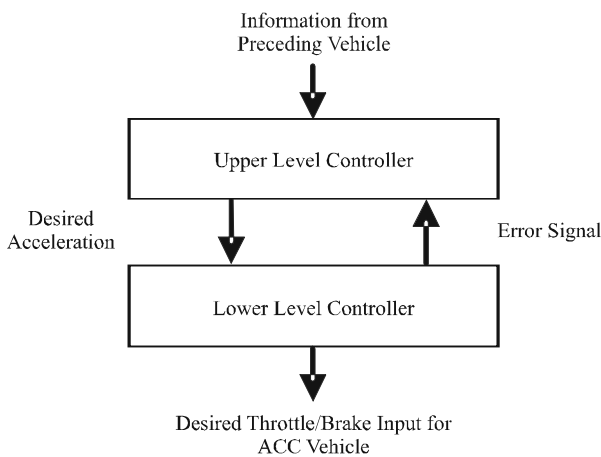 Information from
Preceding Vehicle
Upper Level Controller
Desired
Acceleration
Error Signal
Lower Level Controller
Desired Throttle/Brake Input for
ACC Vehicle